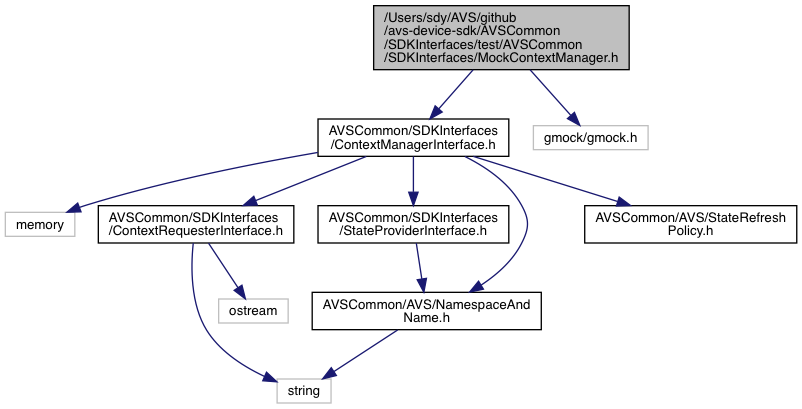 /Users/sdy/AVS/github
/avs-device-sdk/AVSCommon
/SDKInterfaces/test/AVSCommon
/SDKInterfaces/MockContextManager.h
AVSCommon/SDKInterfaces
/ContextManagerInterface.h
gmock/gmock.h
memory
AVSCommon/SDKInterfaces
/ContextRequesterInterface.h
AVSCommon/SDKInterfaces
/StateProviderInterface.h
AVSCommon/AVS/StateRefresh
Policy.h
ostream
AVSCommon/AVS/NamespaceAnd
Name.h
string